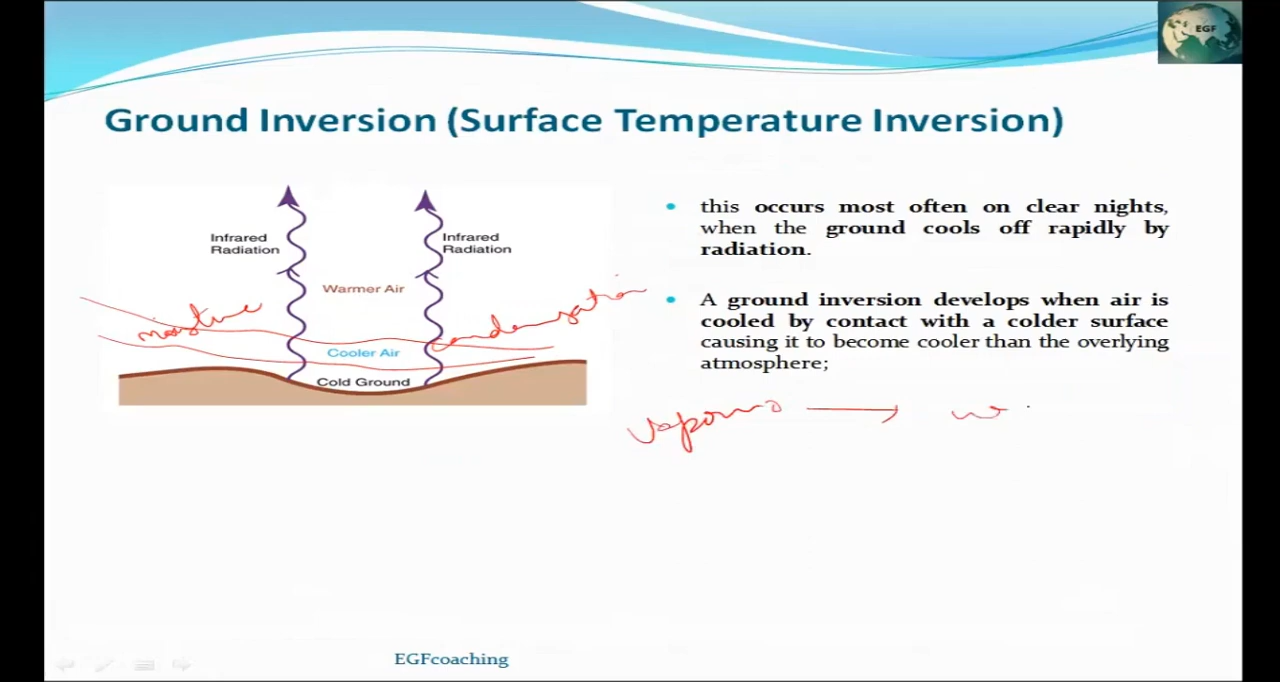 EGF
Ground Inversion (Surface Temperature Inversion)
Infrared
Radiation
Infrared
Radiation
Warmer Air
moisture
condensation
Cooler Air
Cold Ground
this occurs most often on clear nights,
when the ground cools off rapidly by
radiation.
A ground inversion develops when air is
cooled by contact with a colder surface
causing it to become cooler than the overlying
atmosphere;
EGFcoaching